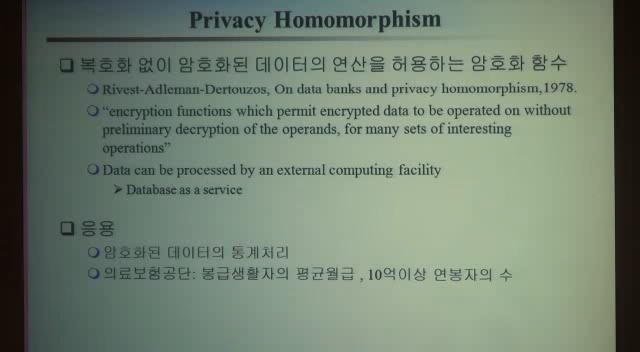 Privacy Homomorphism
복호화 없이 암호화된 데이터의 연산을 허용하는 암호화 함수
Rivest-Adleman-Dertouzos, On data banks and privacy homomorphism,1978.
“encryption functions which permit encrypted data to be operated on without
preliminary decryption of the operands, for many sets of interesting
operations”
Data can be processed by an external computing facility
Database as a service
응용
암호화된 데이터의 통계처리
의료보험공단: 봉급생활자의 평균월급 , 10억이상 연봉자의 수